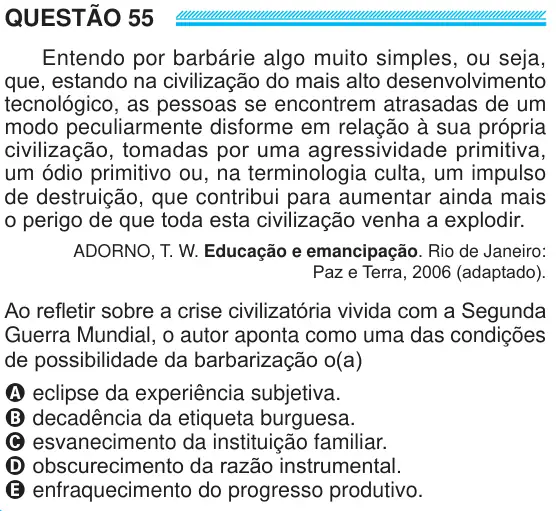 QUESTÃO 55
Entendo por barbárie algo muito simples, ou seja,
que, estando na civilização do mais alto desenvolvimento
tecnológico, as pessoas se encontrem atrasadas de um
modo peculiarmente disforme em relação à sua própria
civilização, tomadas por uma agressividade primitiva,
um ódio primitivo ou, na terminologia culta, um impulso
de destruição, que contribui para aumentar ainda mais
o perigo de que toda esta civilização venha a explodir.
ADORNO, T. W. Educação e emancipação. Rio de Janeiro:
Paz e Terra, 2006 (adaptado).
Ao refletir sobre a crise civilizatória vivida com a Segunda
Guerra Mundial, o autor aponta como uma das condições
de possibilidade da barbarização o(a)
A eclipse da experiência subjetiva.
B decadência da etiqueta burguesa.
C esvanecimento da instituição familiar.
D obscurecimento da razão instrumental.
E enfraquecimento do progresso produtivo.